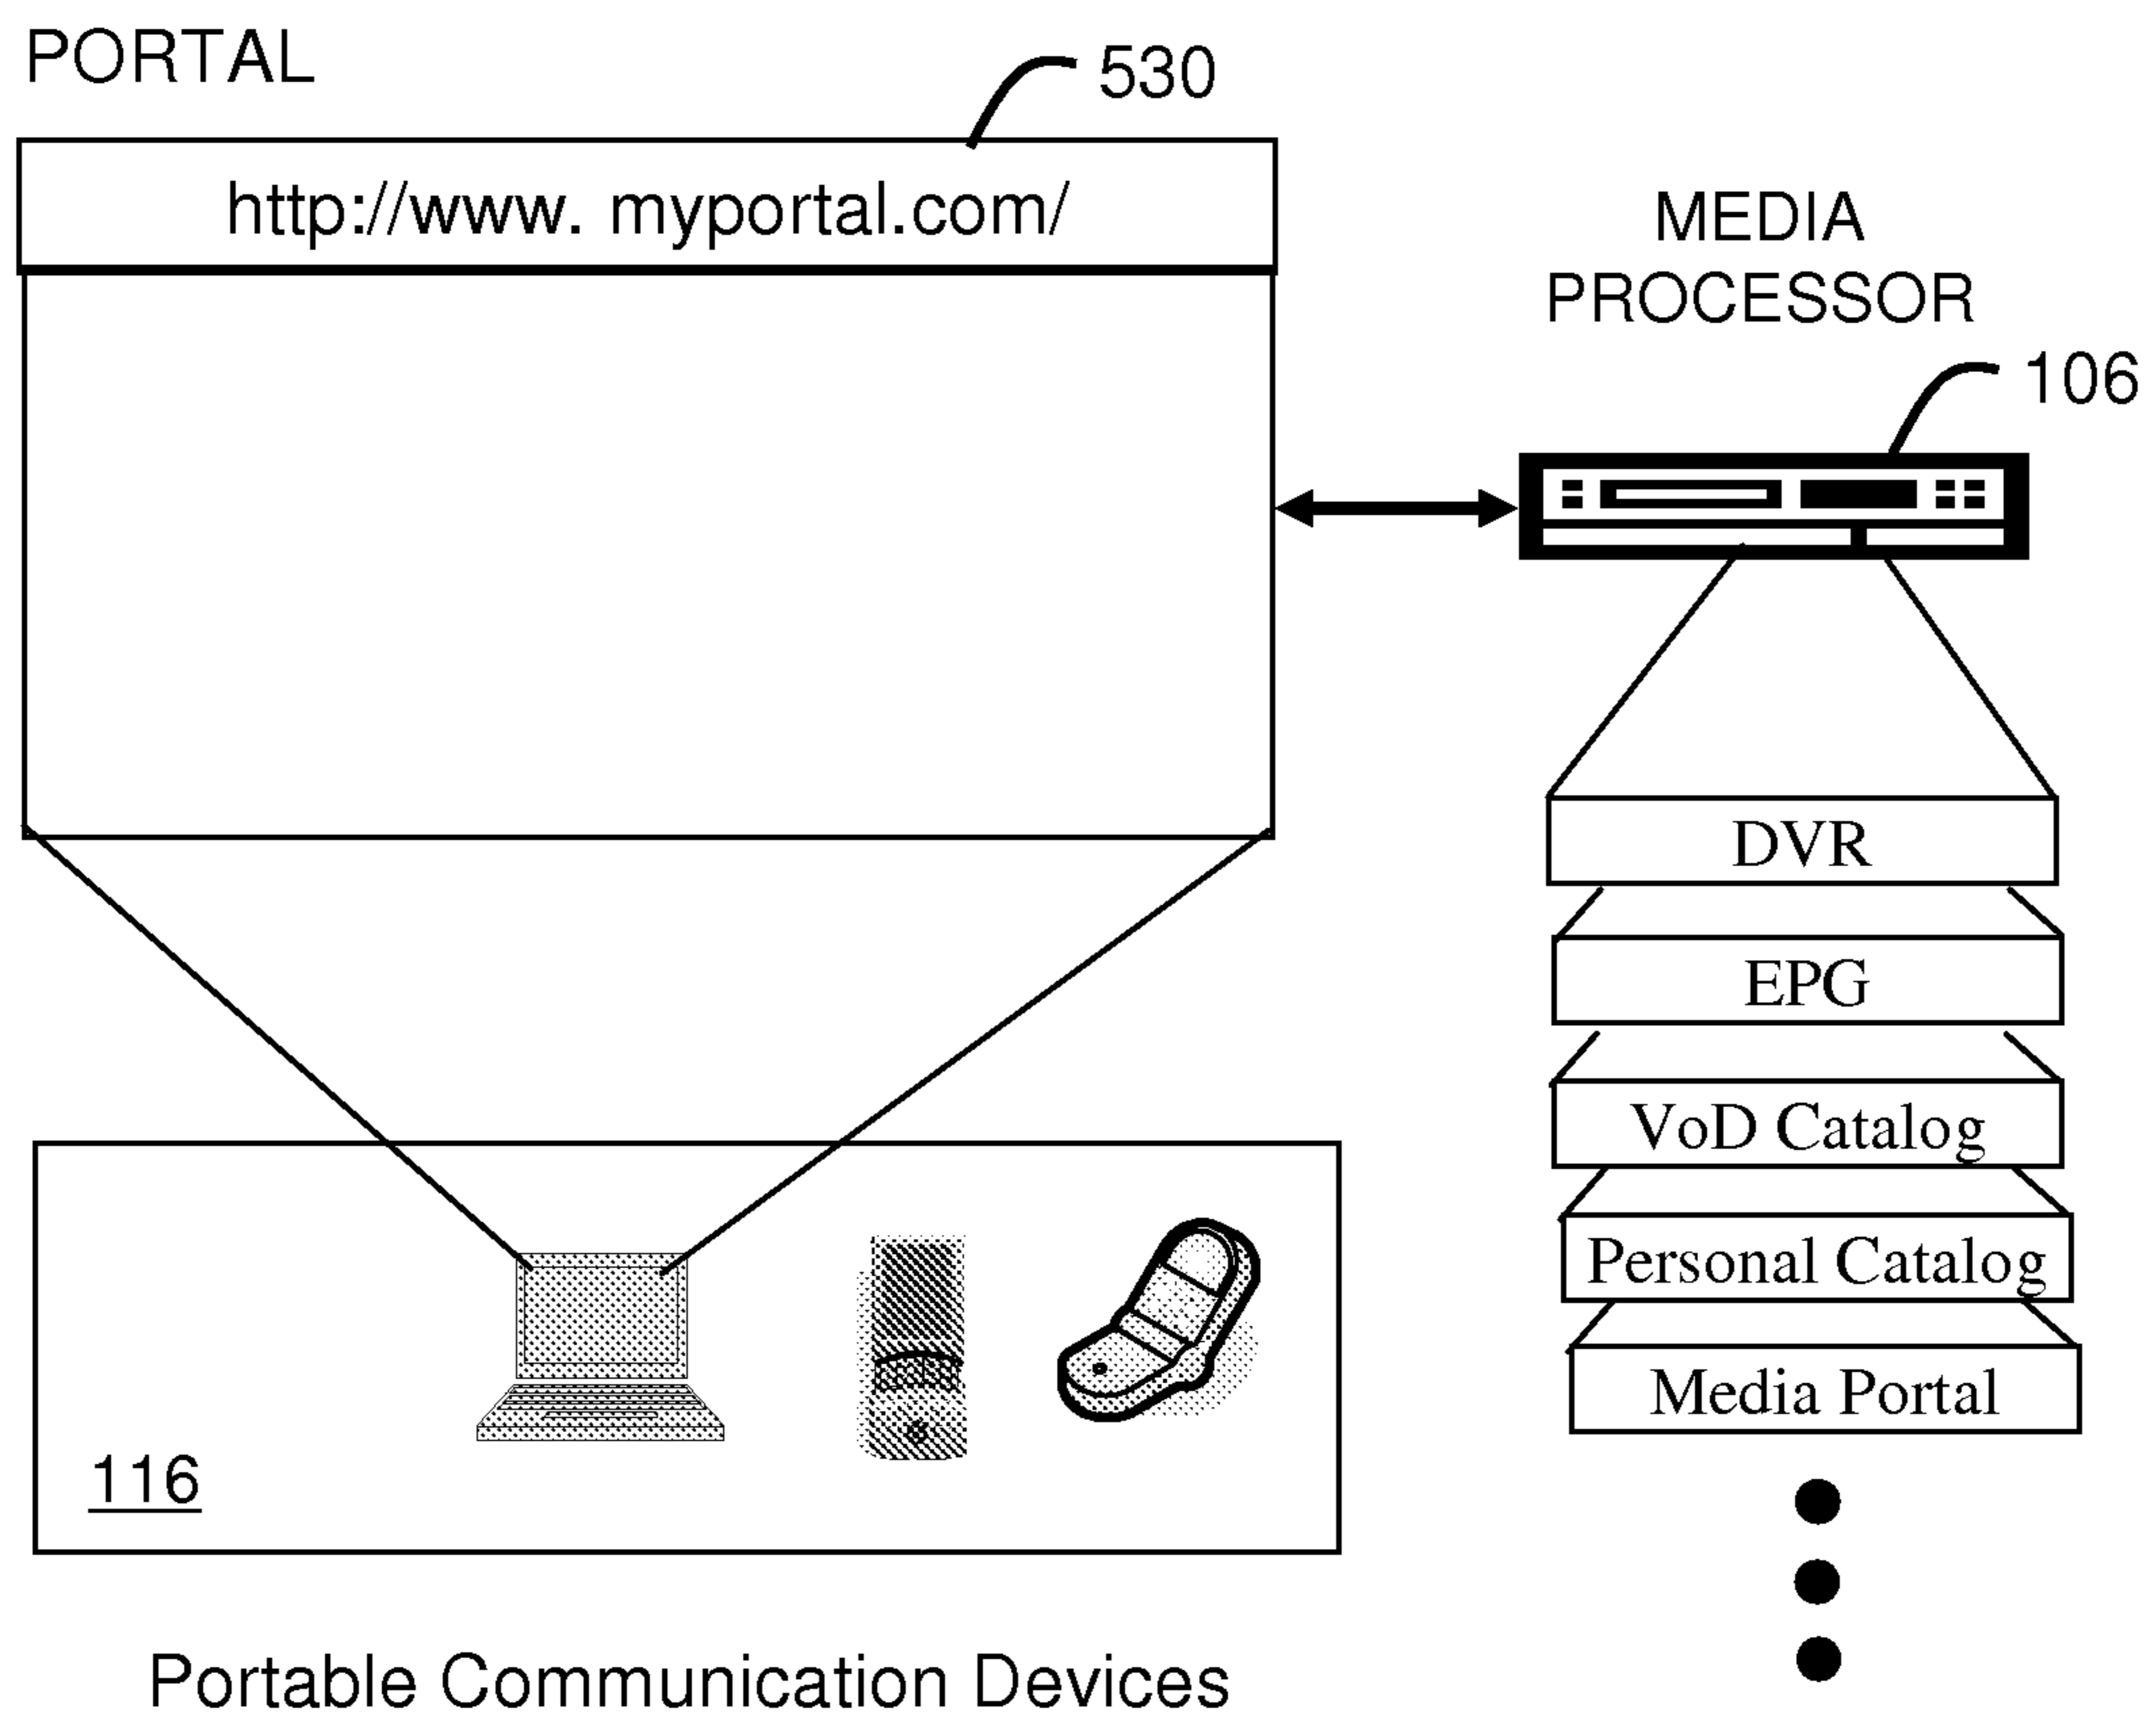 PORTAL
530
http://www. myportal.com/
MEDIA
PROCESSOR
106
DVR
EPG
VoD Catalog
Personal Catalog
Media Portal
116
Portable Communication Devices